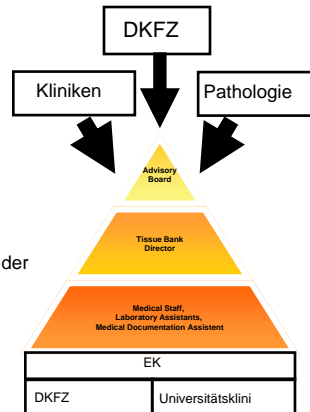 DKFZ
Kliniken
Pathologie
Advisory
Board
Tissue Bank
Director
der
Medical Staff,
Laboratory Assistants,
Medical Documentation Assistent
EK
DKFZ
Universitätsklini